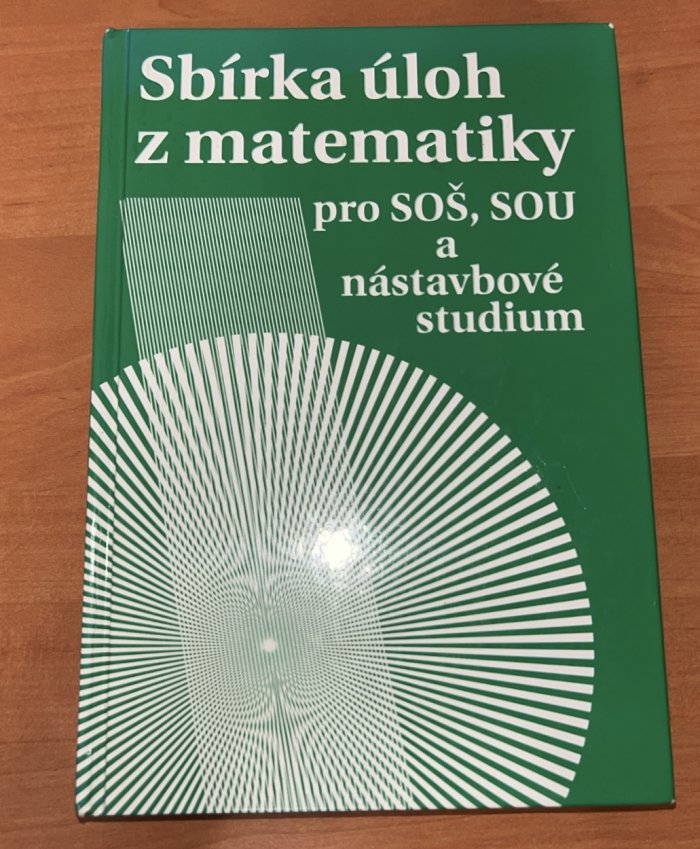 Sbírka úloh
z matematiky
pro SOŠ, SOU
a
nástavbové
studium